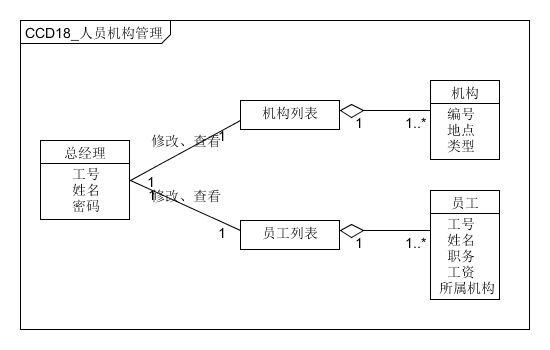 CCD18_人员机构管理
机构
编号
地点
类型
机构列表
1
1..*
修改、查看
1
总经理
工号
姓名
密码
1
1
修改、查看
1
员工列表
1
1..*
员工
工号
姓名
职务
工资
所属机构